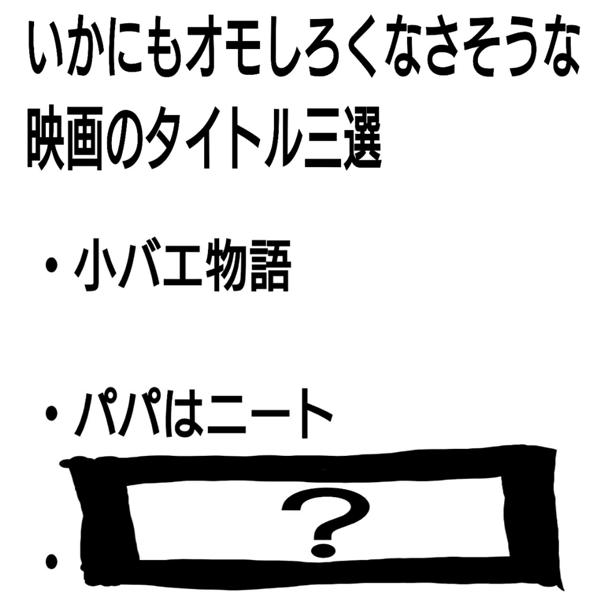 いかにもオモしろくなさそうな
映画のタイトル三選
・小バエ物語
・パパはニート
・?